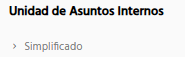 Unidad de Asuntos Internos
› Simplificado